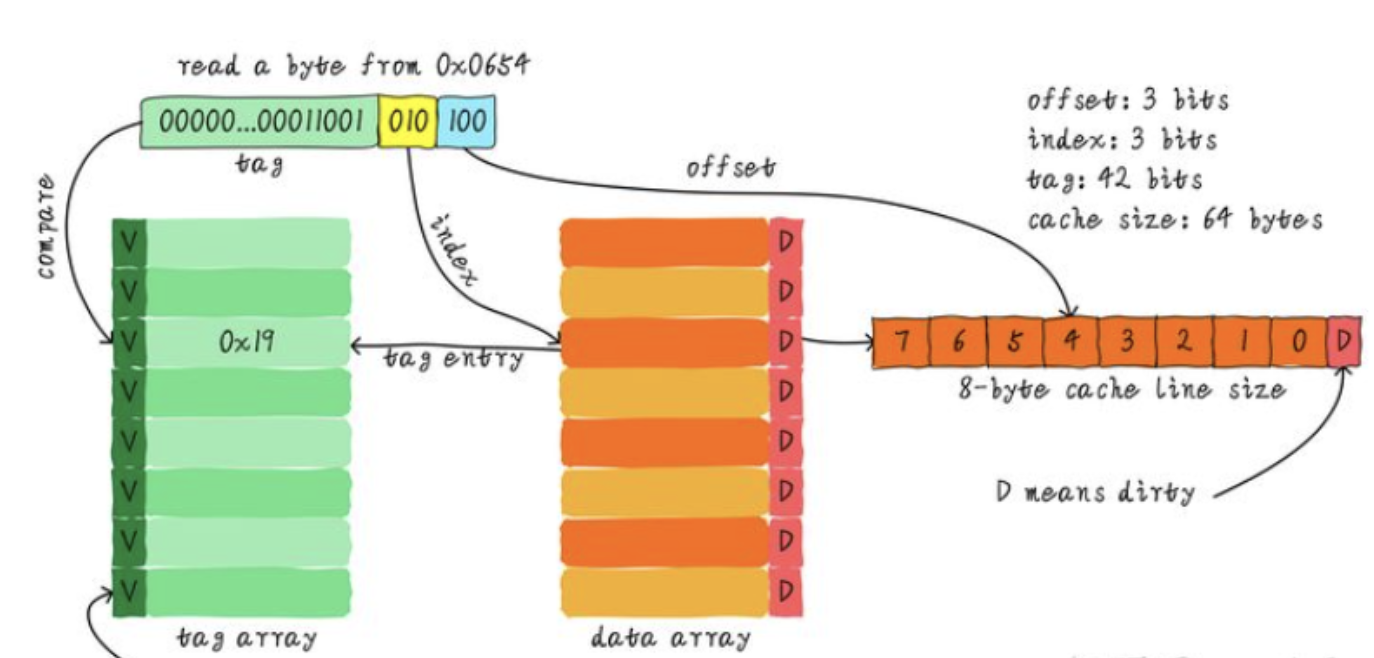 read a byte from 0x0654
00000...00011001 010 100
tag
offset: 3 bits
index: 3 bits
tag: 42 bits
cache size: 64 bytes
compare
index
offset
V
V
V 0x19
V
V
V
V
V
tag array
tag entry
D
D
D
D
D
D
D
D
data array
7 6 5 4 3 2 1 0 D
8-byte cache line size
D means dirty